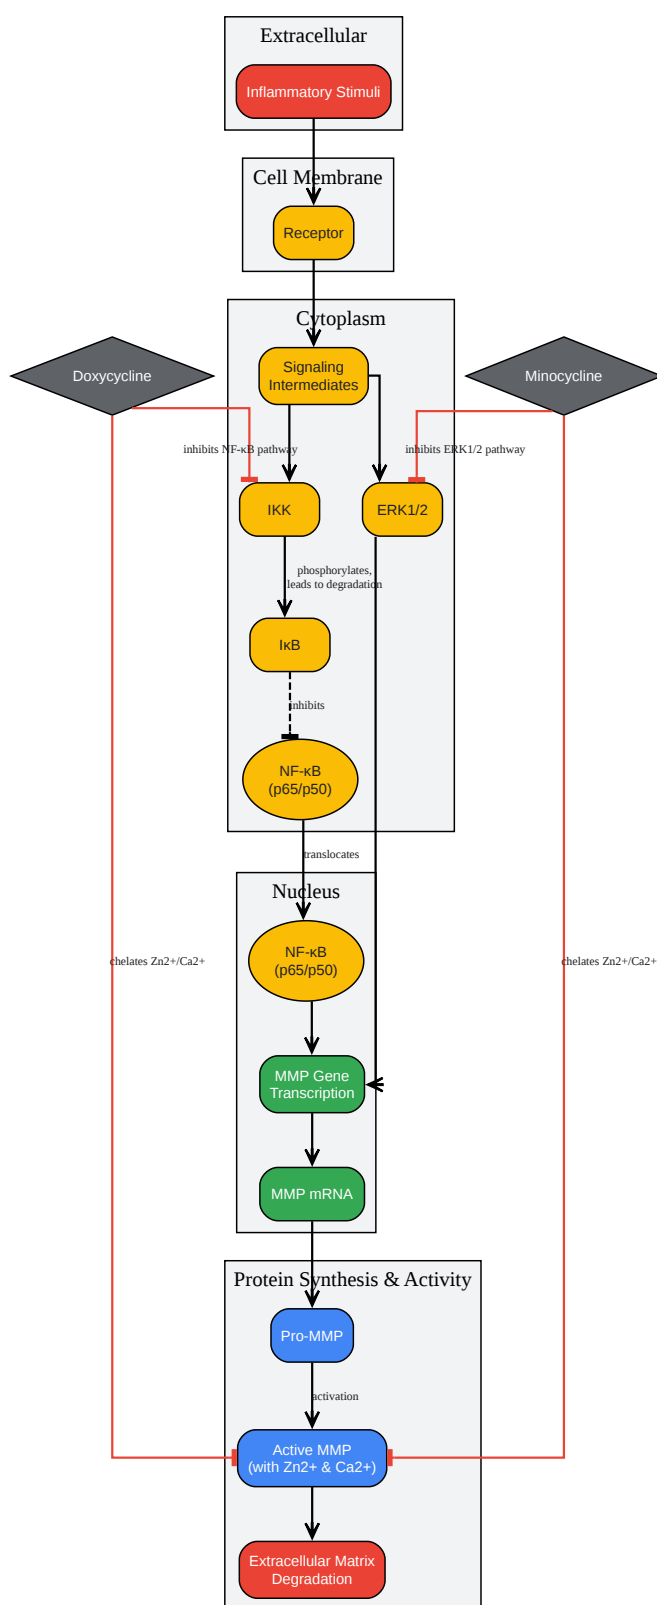 Extracellular
Inflammatory Stimuli
Cell Membrane
Receptor
Cytoplasm
Doxycycline
Signaling
Intermediates
Minocycline
inhibits NF-κB pathway
inhibits ERK1/2 pathway
IKK
ERK1/2
phosphorylates,
leads to degradation
IκB
inhibits
NF-κB
(p65/p50)
translocates
Nucleus
NF-κB
(p65/p50)
chelates Zn2+/Ca2+
chelates Zn2+/Ca2+
MMP Gene
Transcription
MMP mRNA
Protein Synthesis & Activity
Pro-MMP
activation
Active MMP
(with Zn2+ & Ca2+)
Extracellular Matrix
Degradation